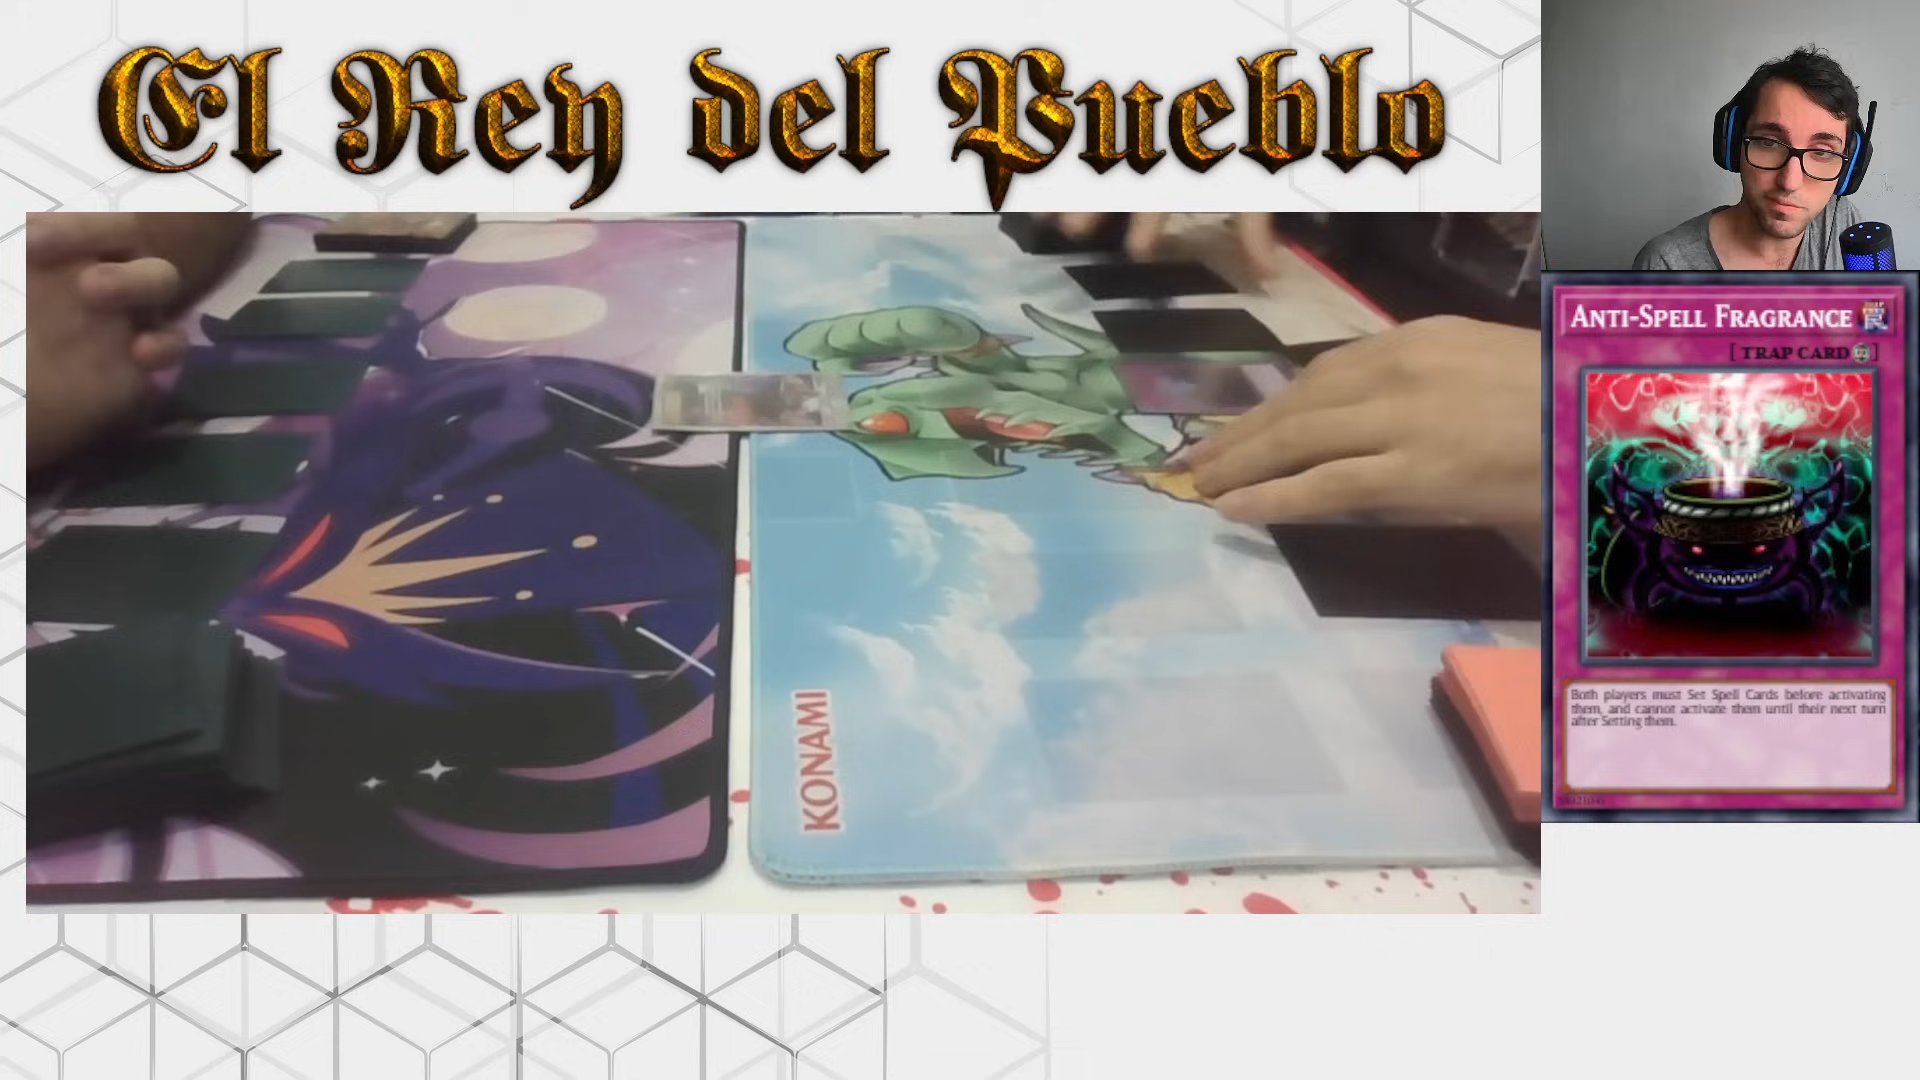 El Rey del Pueblo
KONAMI
ANTI-SPELL FRAGRANCE
[TRAP CARD]
Both players must Set Spell Cards before activating
them, and cannot activate them until their next turn
after Setting them.